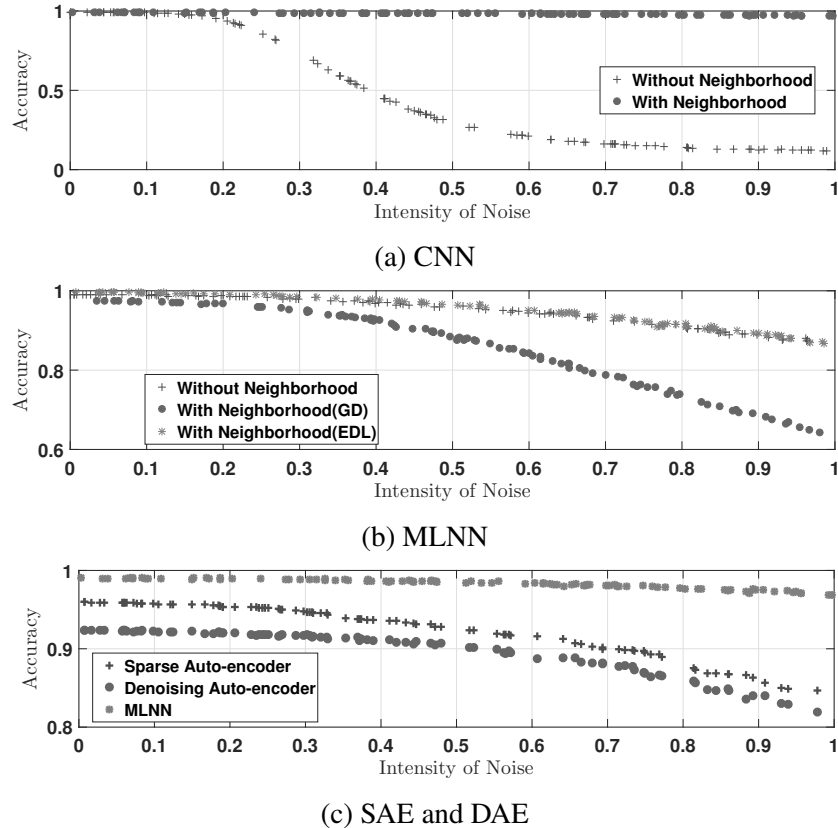 1
0.5
0
Accuracy
Without Neighborhood
With Neighborhood
0 0.1 0.2 0.3 0.4 0.5 0.6 0.7 0.8 0.9 1
Intensity of Noise
(a) CNN
1
0.8
0.6
Accuracy
Without Neighborhood
With Neighborhood(GD)
With Neighborhood(EDL)
0 0.1 0.2 0.3 0.4 0.5 0.6 0.7 0.8 0.9 1
Intensity of Noise
(b) MLNN
1
0.9
0.8
Accuracy
Sparse Auto-encoder
Denoising Auto-encoder
MLNN
0 0.1 0.2 0.3 0.4 0.5 0.6 0.7 0.8 0.9 1
Intensity of Noise
(c) SAE and DAE